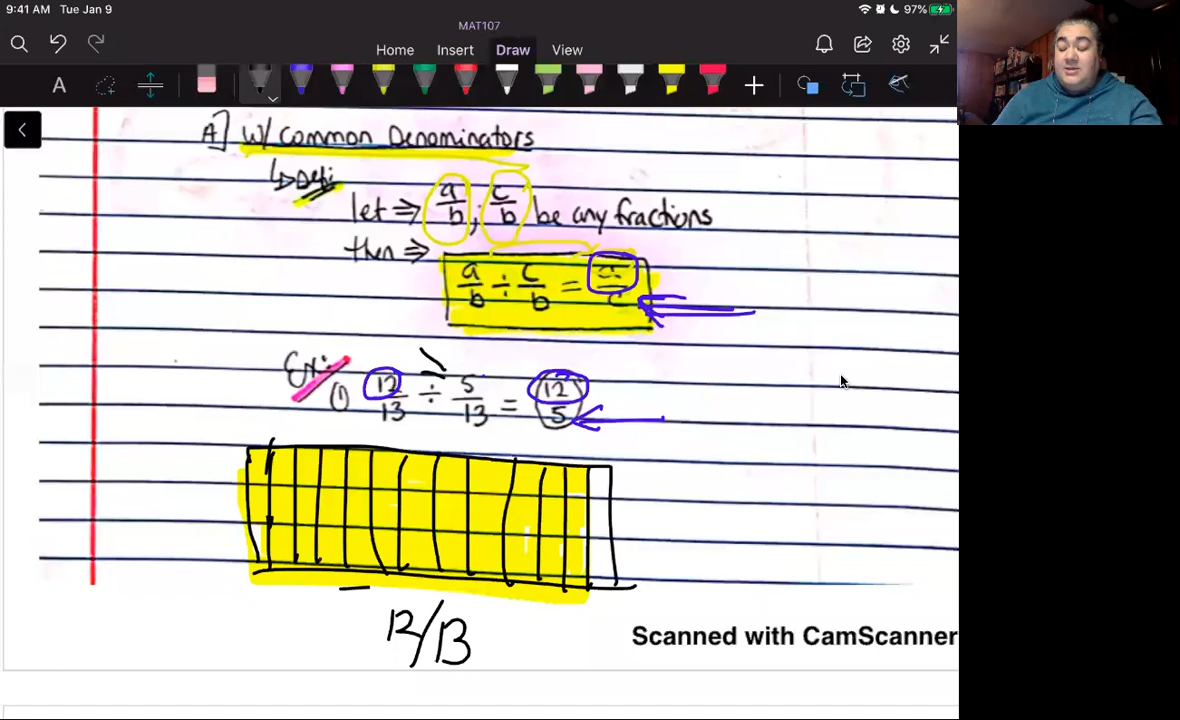 9:41 AM Tue Jan 9
97%
MAT107
Home Insert Draw View
A
A] w/ common Denominators
↳ Def:
let ⇒ a/b ; c/b be any fractions
then ⇒
a/b ÷ c/b = a/c
Ex:
① 12/13 ÷ 5/13 = 12/5
12/13
Scanned with CamScanner